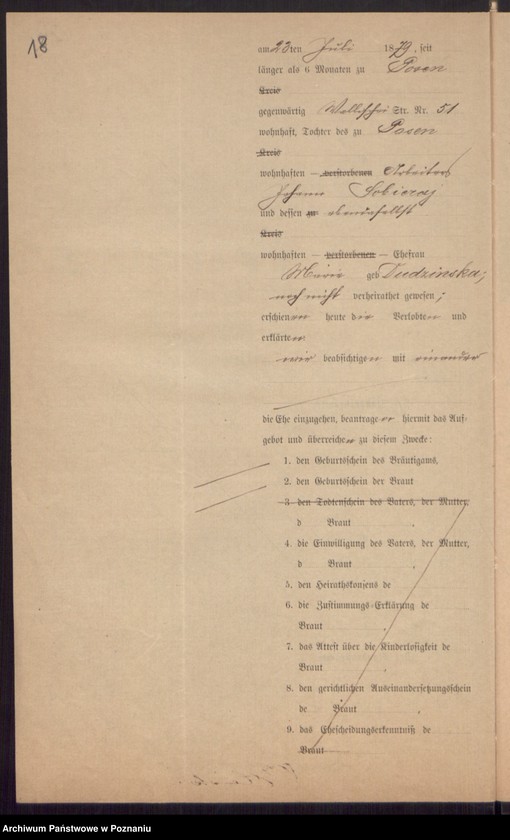 18
am 23ten Juli 1879, seit
länger als 6 Monaten zu Posen
Kreis
gegenwärtig Wallischei Str. Nr. 51
wohnhaft, Tochter des zu Posen
Kreis
wohnhaften — verstorbenen Arbeiters
Johann Sobieraj
und dessen zu ebendaselbst
Kreis
wohnhaften — verstorbenen — Ehefrau
Marie geb Dudzinska;
noch nicht verheirathet gewesen;
erschienen heute die Verlobten und
erklärten
wir beabsichtigen mit einander
die Ehe einzugehen, beantragen hiermit das Auf-
gebot und überreichen zu diesem Zwecke:
1. den Geburtsschein des Bräutigams,
2. den Geburtsschein der Braut
3. den Todtenschein des Vaters, der Mutter,
d Braut .
4. die Einwilligung des Vaters, der Mutter,
d Braut .
5. den Heirathskonsens de
6. die Zustimmungs-Erklärung de
Braut .
7. das Attest über die Kinderlosigkeit de
Braut .
8. den gerichtlichen Auseinandersetzungsschein
de Braut .
9. das Ehescheidungserkenntniß de
Braut
Archiwum Państwowe w Poznaniu